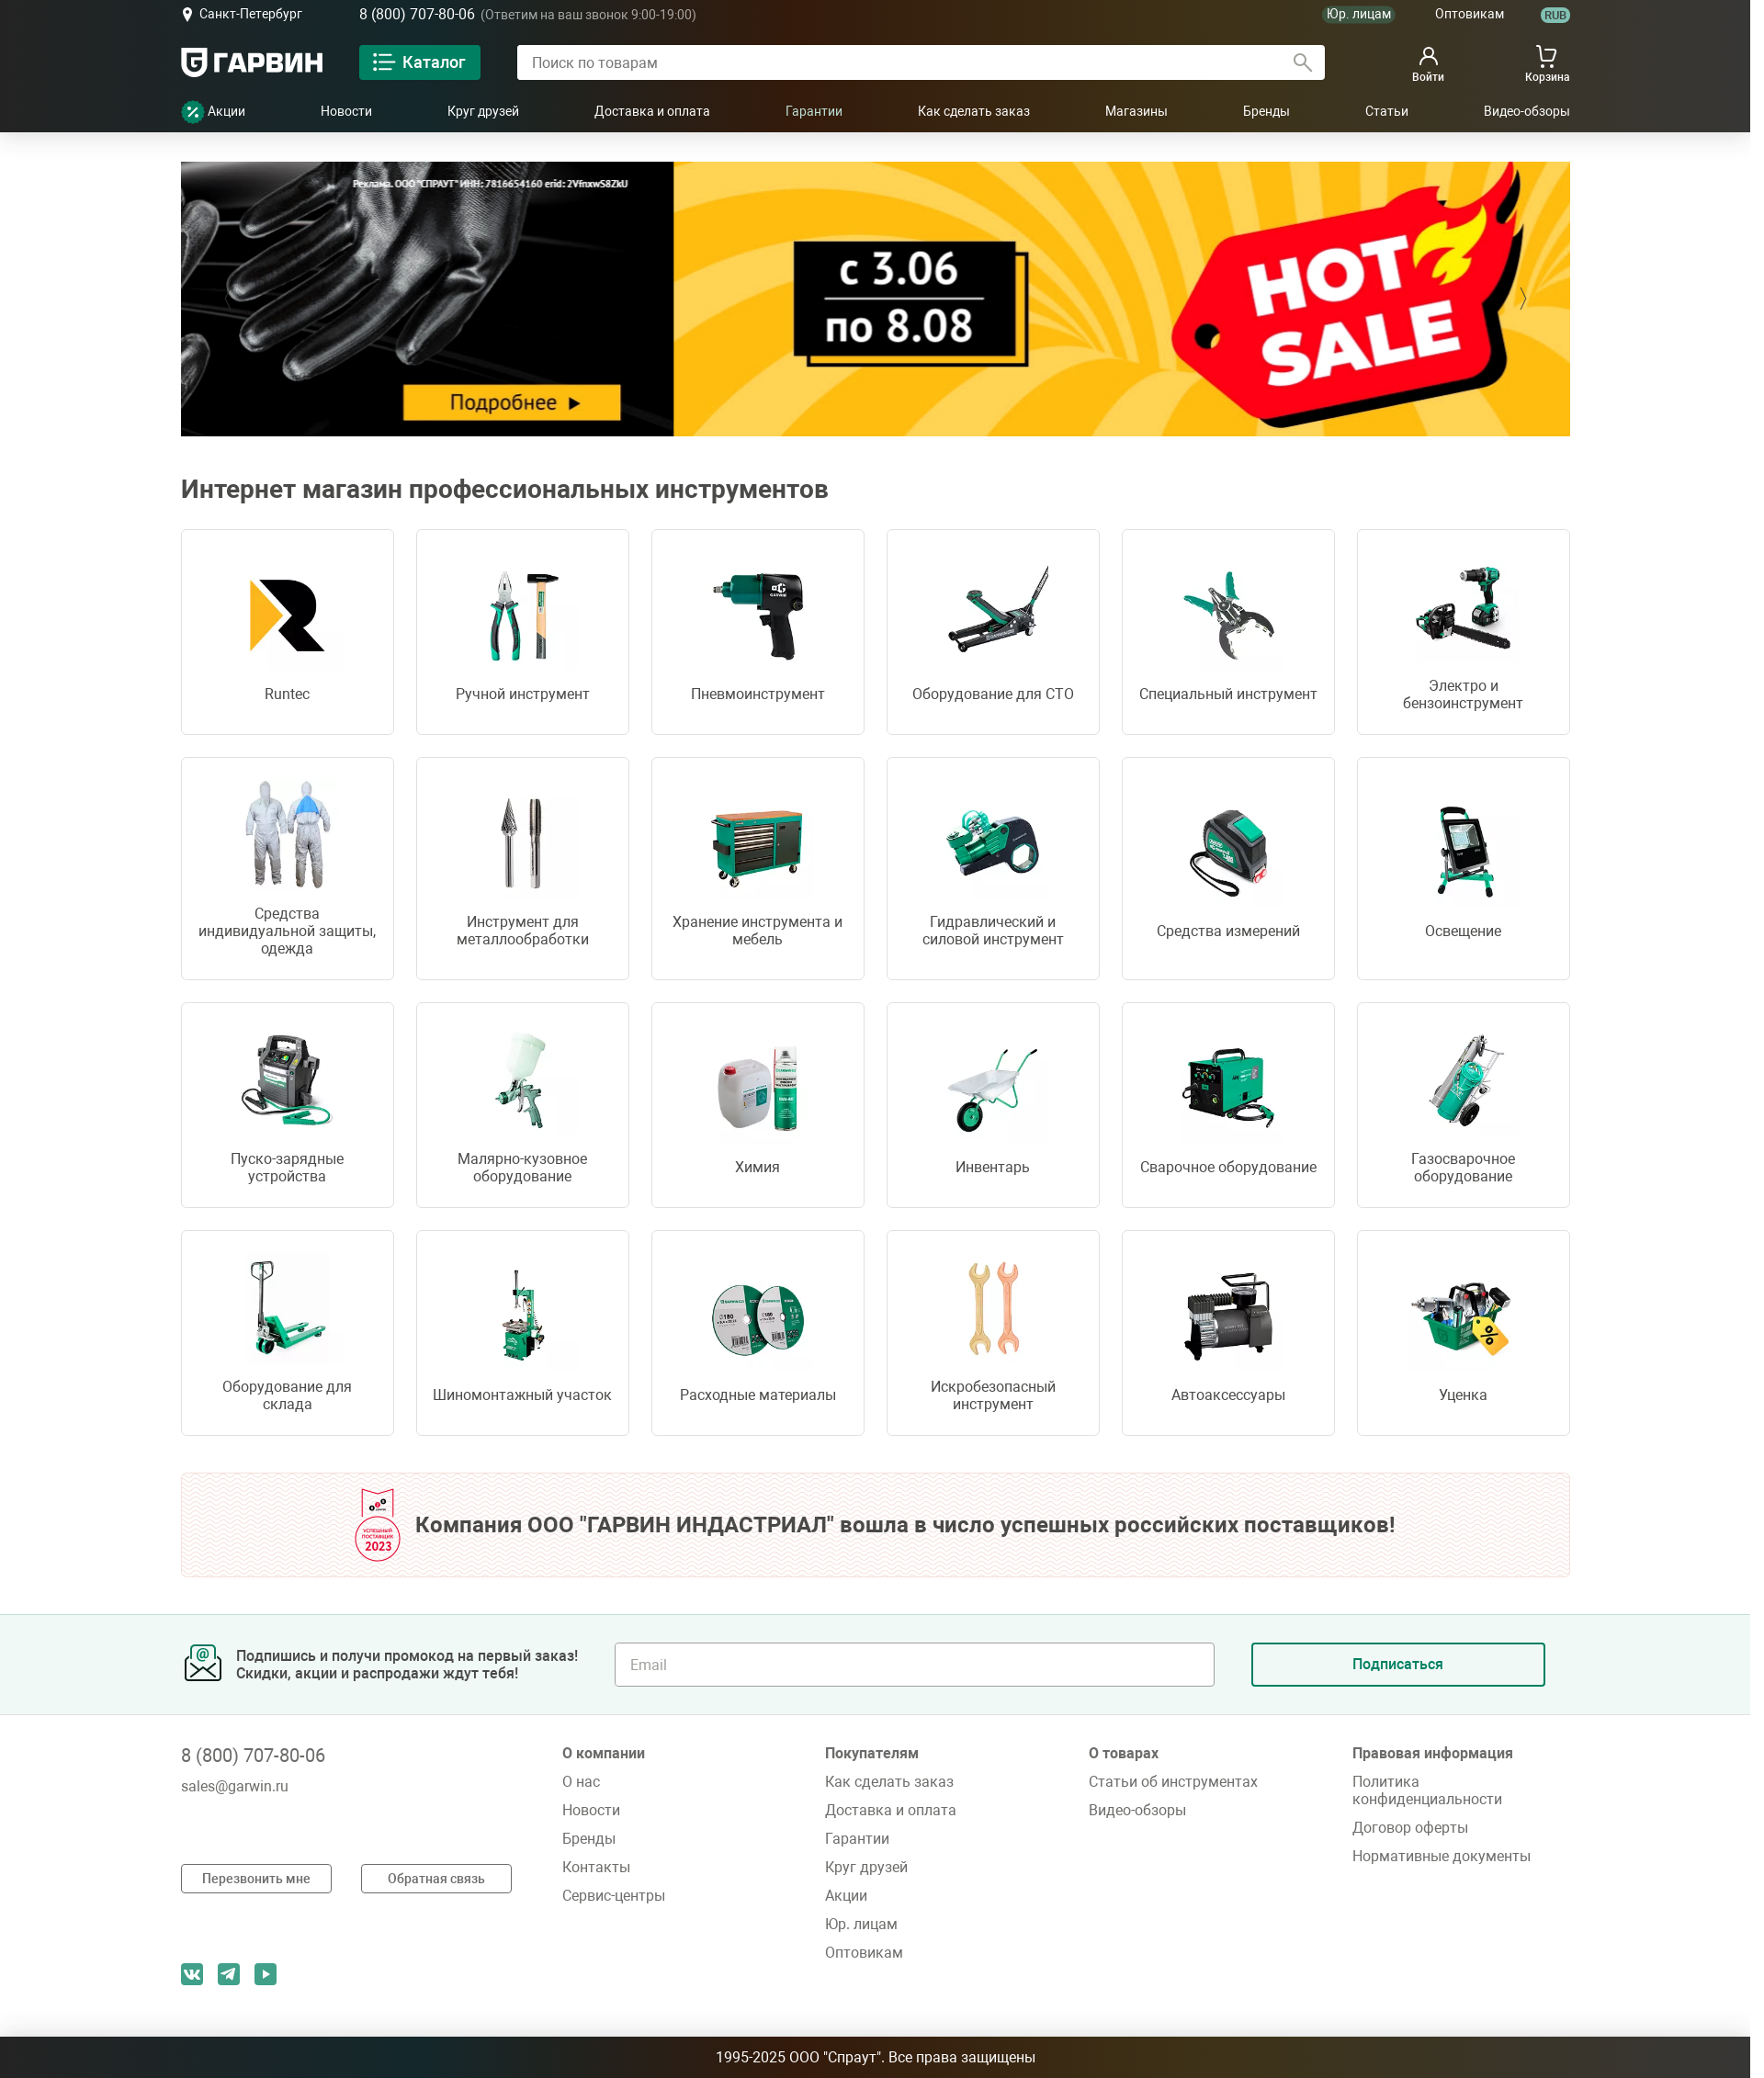 Санкт-Петербург
8 (800) 707-80-06 (Ответим на ваш звонок 9:00-19:00)
Юр. лицам
Оптовикам
RUB
ГАРВИН
Каталог
Поиск по товарам
Войти
Корзина
Акции
Новости
Круг друзей
Доставка и оплата
Гарантии
Как сделать заказ
Магазины
Бренды
Статьи
Видео-обзоры
Реклама. ООО "СПРАУТ" ИНН: 7816654160 erid: 2VfnxwS8ZkU
Подробнее
с 3.06
по 8.08
HOT
SALE
Интернет магазин профессиональных инструментов
Runtec
Ручной инструмент
Пневмоинструмент
Оборудование для СТО
Специальный инструмент
Электро и
бензоинструмент
Средства
индивидуальной защиты,
одежда
Инструмент для
металлообработки
Хранение инструмента и
мебель
Гидравлический и
силовой инструмент
Средства измерений
Освещение
Пуско-зарядные
устройства
Малярно-кузовное
оборудование
Химия
Инвентарь
Сварочное оборудование
Газосварочное
оборудование
Оборудование для
склада
Шиномонтажный участок
Расходные материалы
Искробезопасный
инструмент
Автоаксессуары
Уценка
УСПЕШНЫЙ
ПОСТАВЩИК
2023
Компания ООО "ГАРВИН ИНДАСТРИАЛ" вошла в число успешных российских поставщиков!
Подпишись и получи промокод на первый заказ!
Скидки, акции и распродажи ждут тебя!
Email
Подписаться
8 (800) 707-80-06
sales@garwin.ru
Перезвонить мне
Обратная связь
О компании
О нас
Новости
Бренды
Контакты
Сервис-центры
Покупателям
Как сделать заказ
Доставка и оплата
Гарантии
Круг друзей
Акции
Юр. лицам
Оптовикам
О товарах
Статьи об инструментах
Видео-обзоры
Правовая информация
Политика
конфиденциальности
Договор оферты
Нормативные документы
1995-2025 ООО "Спраут". Все права защищены